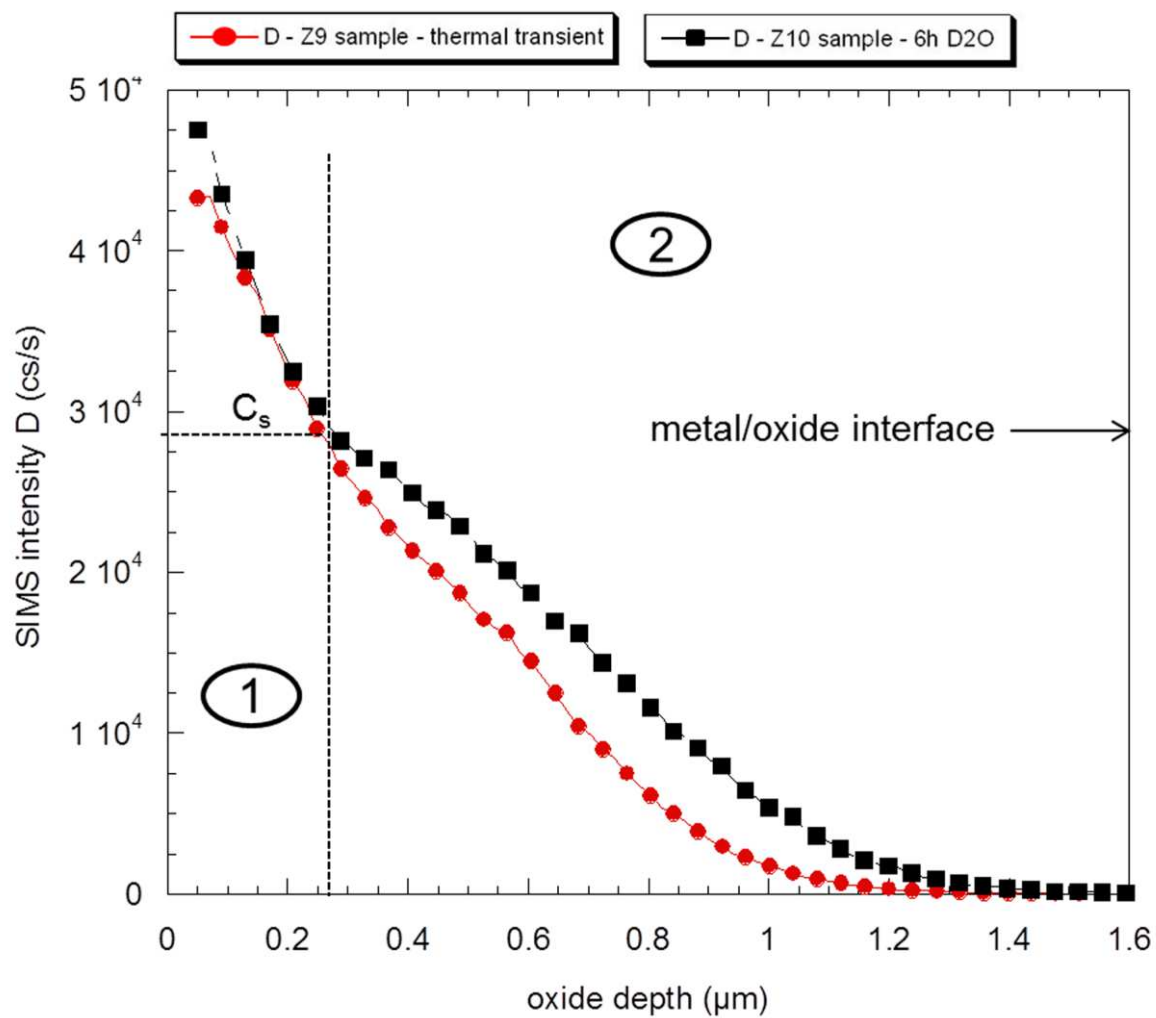 D - Z9 sample - thermal transient
D - Z10 sample - 6h D2O
5 10⁴
4 10⁴
3 10⁴
2 10⁴
1 10⁴
0
SIMS intensity D (cs/s)
2
Cₛ
metal/oxide interface
1
0 0.2 0.4 0.6 0.8 1 1.2 1.4 1.6
oxide depth (µm)